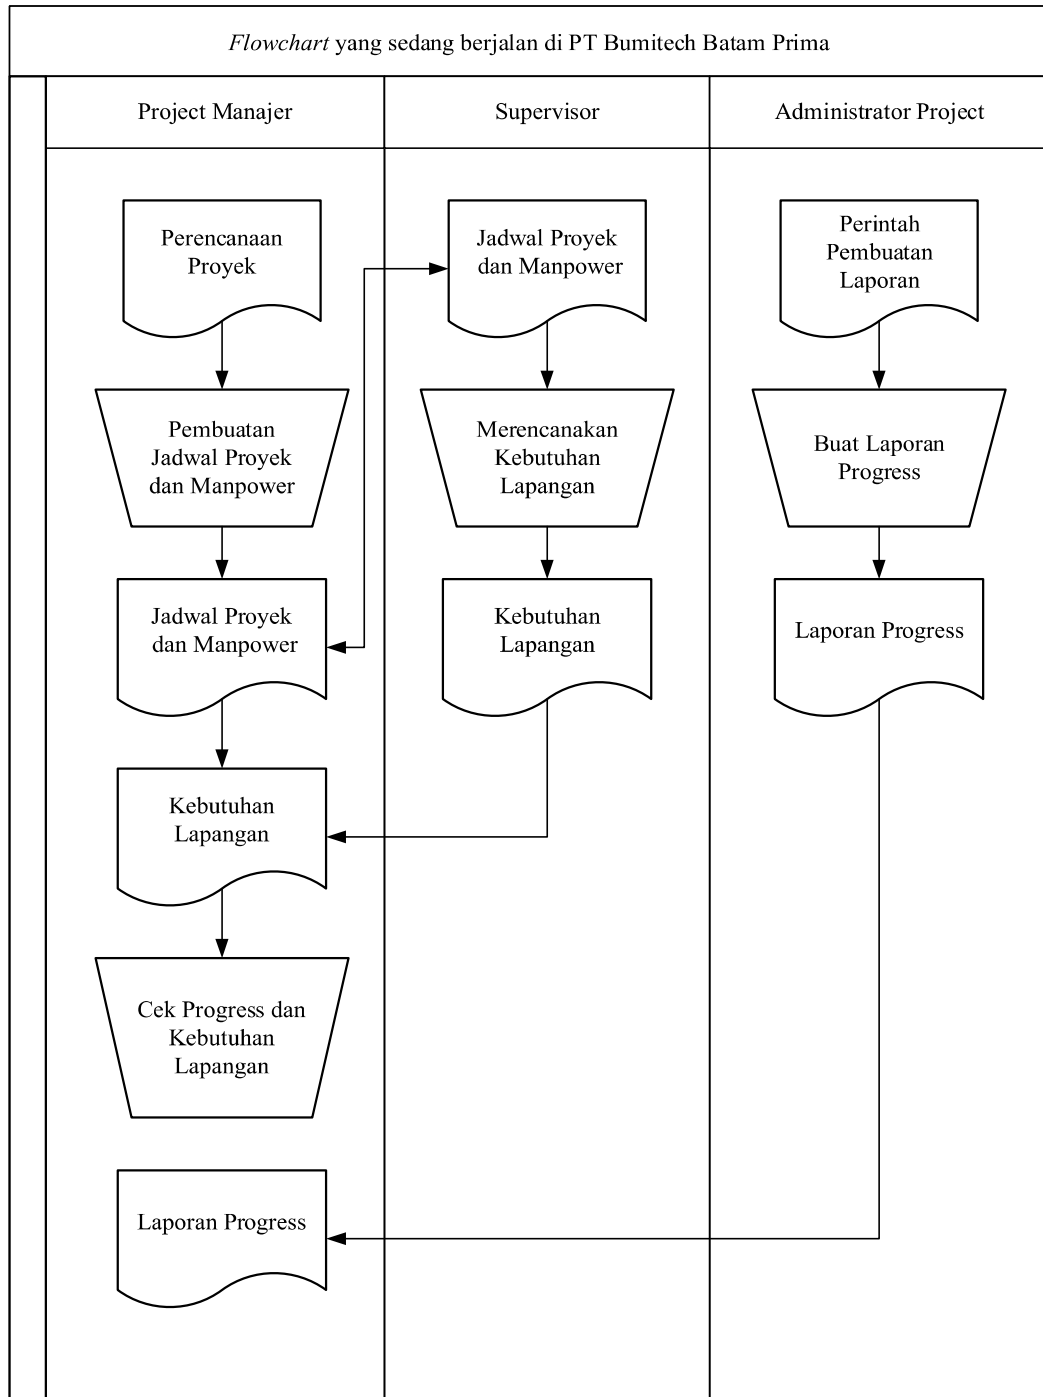 Flowchart yang sedang berjalan di PT Bumitech Batam Prima
Project Manajer
Supervisor
Administrator Project
Perencanaan
Proyek
Pembuatan
Jadwal Proyek
dan Manpower
Jadwal Proyek
dan Manpower
Kebutuhan
Lapangan
Cek Progress dan
Kebutuhan
Lapangan
Laporan Progress
Jadwal Proyek
dan Manpower
Merencanakan
Kebutuhan
Lapangan
Kebutuhan
Lapangan
Perintah
Pembuatan
Laporan
Buat Laporan
Progress
Laporan Progress